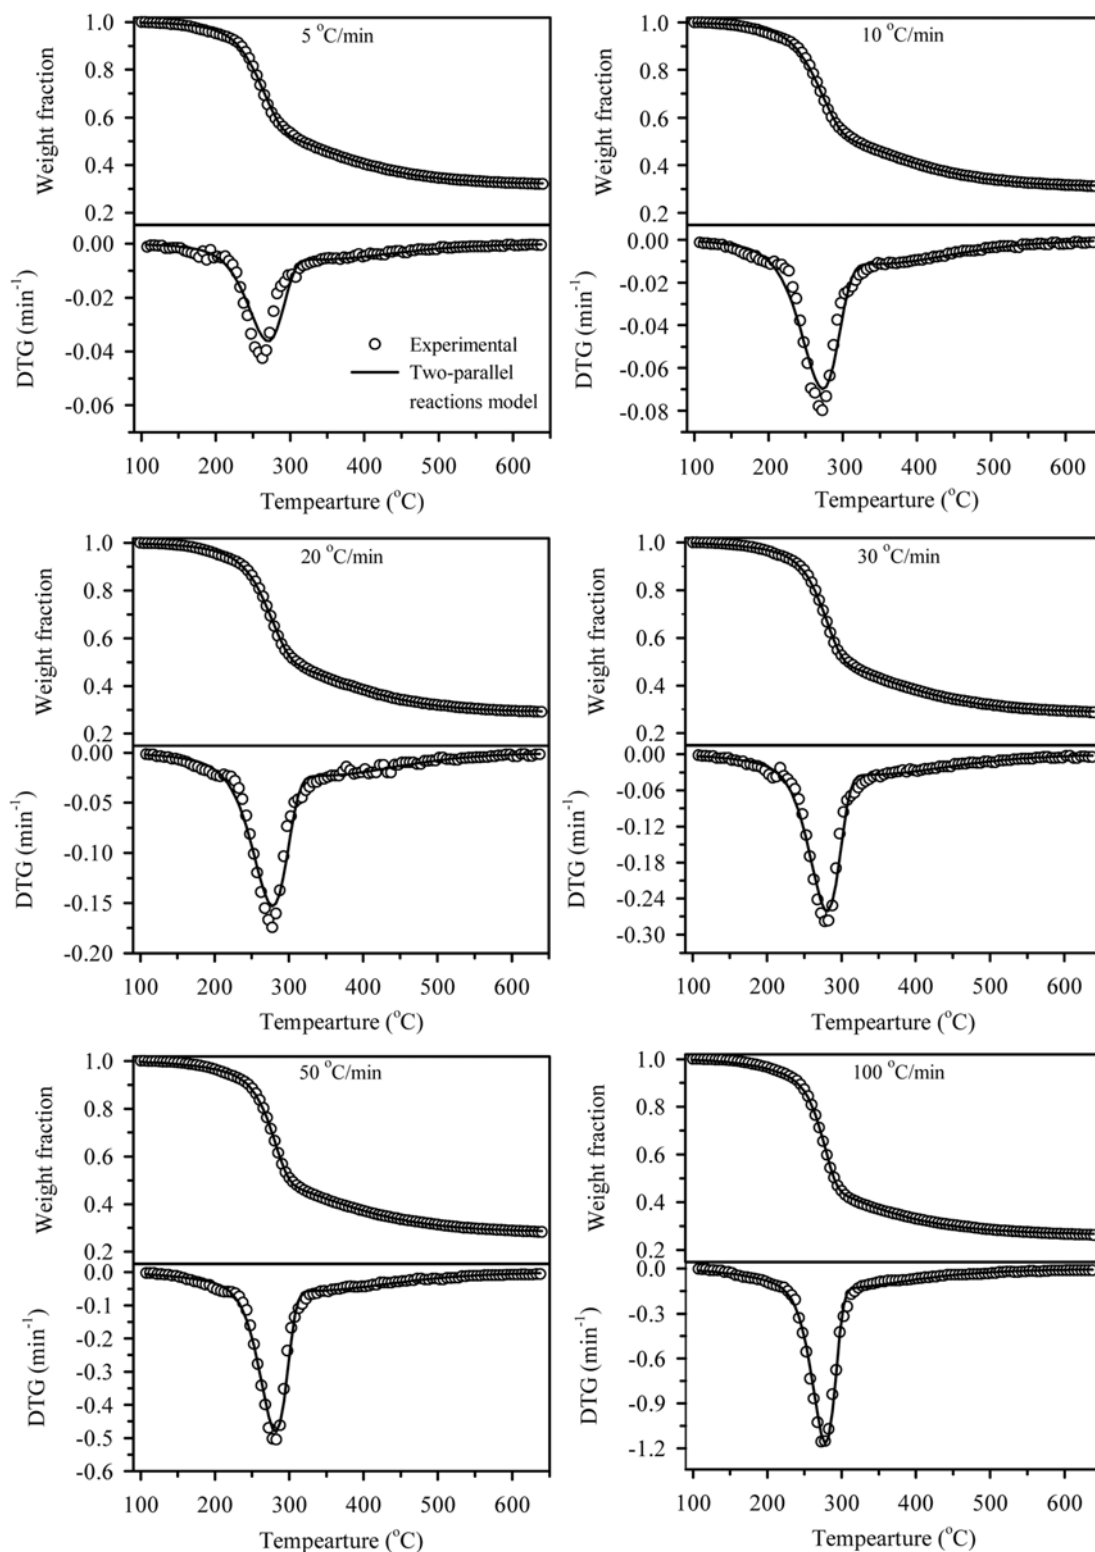 5 °C/min
1.0
0.8
0.6
0.4
0.2
Weight fraction
0.00
-0.02
-0.04
-0.06
DTG (min⁻¹)
Experimental
Two-parallel
reactions model
100 200 300 400 500 600
Tempearture (°C)
10 °C/min
1.0
0.8
0.6
0.4
0.2
Weight fraction
0.00
-0.02
-0.04
-0.06
-0.08
DTG (min⁻¹)
100 200 300 400 500 600
Tempearture (°C)
20 °C/min
1.0
0.8
0.6
0.4
0.2
Weight fraction
0.00
-0.05
-0.10
-0.15
-0.20
DTG (min⁻¹)
100 200 300 400 500 600
Tempearture (°C)
30 °C/min
1.0
0.8
0.6
0.4
0.2
Weight fraction
0.00
-0.06
-0.12
-0.18
-0.24
-0.30
DTG (min⁻¹)
100 200 300 400 500 600
Tempearture (°C)
50 °C/min
1.0
0.8
0.6
0.4
0.2
Weight fraction
0.0
-0.1
-0.2
-0.3
-0.4
-0.5
-0.6
DTG (min⁻¹)
100 200 300 400 500 600
Tempearture (°C)
100 °C/min
1.0
0.8
0.6
0.4
0.2
Weight fraction
0.0
-0.3
-0.6
-0.9
-1.2
DTG (min⁻¹)
100 200 300 400 500 600
Tempearture (°C)